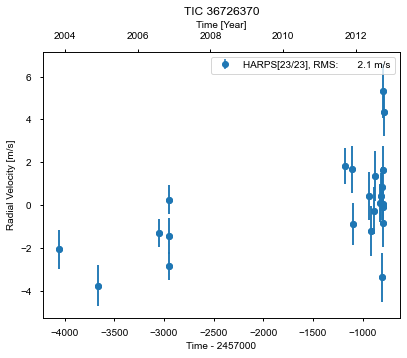 TIC 36726370
Time [Year]
2004 2006 2008 2010 2012
HARPS[23/23], RMS: 2.1 m/s
Radial Velocity [m/s]
6
4
2
0
−2
−4
−4000 −3500 −3000 −2500 −2000 −1500 −1000
Time - 2457000